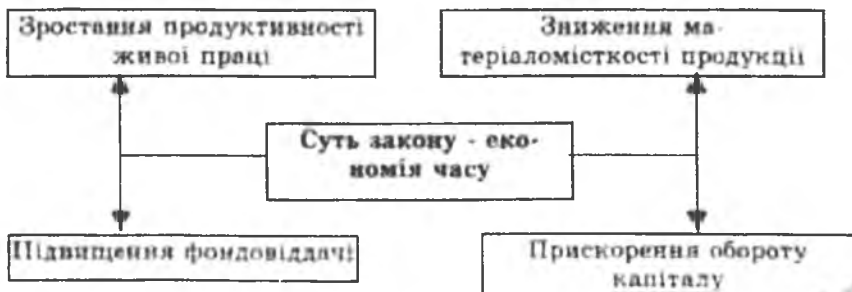 Зростання продуктивності
живої праці
Зниження ма-
теріаломісткості продукції
Суть закону - еко-
номія часу
Підвищення фондовіддачі
Прискорення обороту
капіталу